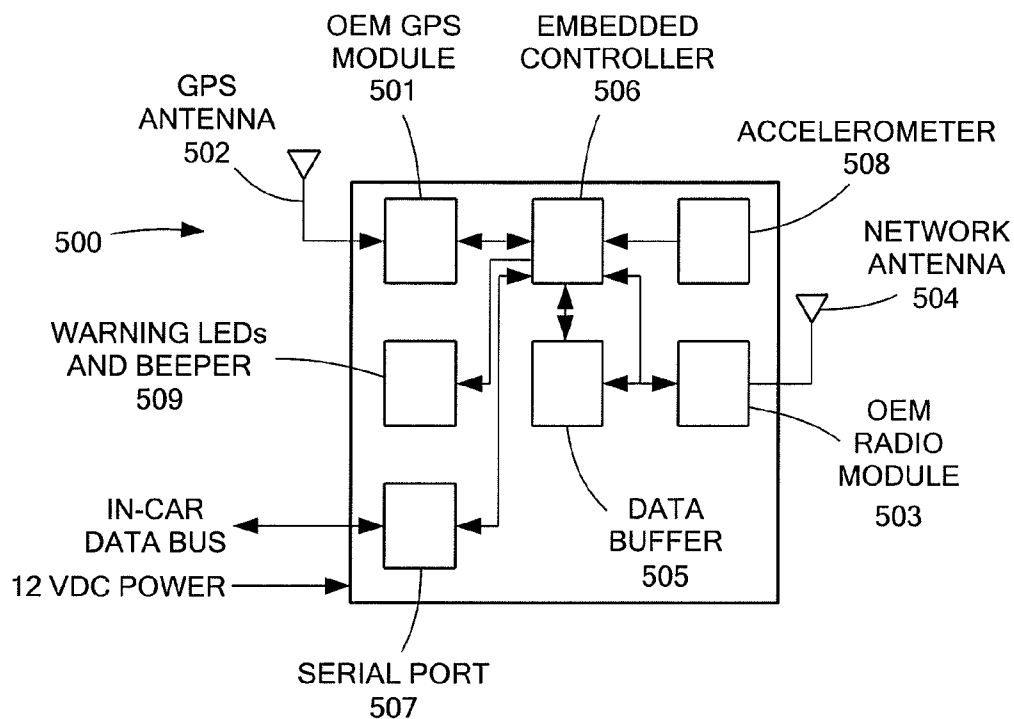 OEM GPS
MODULE
501
EMBEDDED
CONTROLLER
506
GPS
ANTENNA
502
ACCELEROMETER
508
500
NETWORK
ANTENNA
504
WARNING LEDs
AND BEEPER
509
OEM
RADIO
MODULE
503
IN-CAR
DATA BUS
DATA
BUFFER
505
12 VDC POWER
SERIAL PORT
507